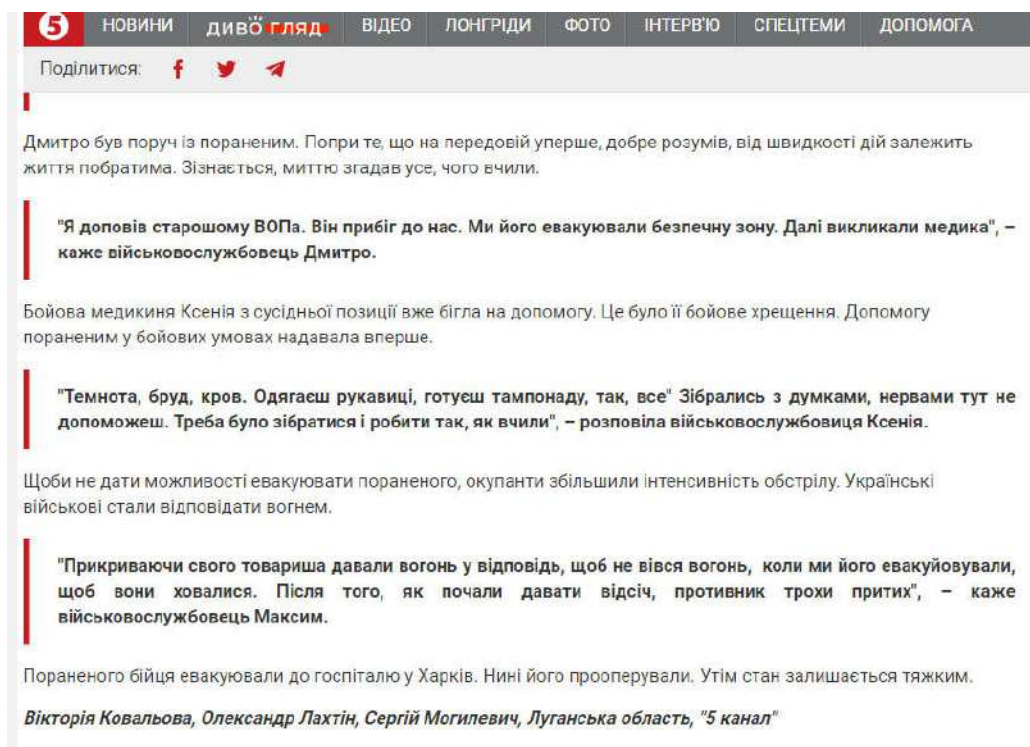 5 НОВИНИ ДИВОГЛЯД ВІДЕО ЛОНГРІДИ ФОТО ІНТЕРВ'Ю СПЕЦТЕМИ ДОПОМОГА
Поділитися:
Дмитро був поруч із пораненим. Попри те, що на передовій уперше, добре розумів, від швидкості дій залежить
життя побратима. Зізнається, миттю згадав усе, чого вчили.
"Я доповів старошому ВОПа. Він прибіг до нас. Ми його евакуювали безпечну зону. Далі викликали медика", –
каже військовослужбовець Дмитро.
Бойова медикиня Ксенія з сусідньої позиції вже бігла на допомогу. Це було її бойове хрещення. Допомогу
пораненим у бойових умовах надавала вперше.
"Темнота, бруд, кров. Одягаєш рукавиці, готуєш тампонаду, так, все" Зібрались з думками, нервами тут не
допоможеш. Треба було зібратися і робити так, як вчили", – розповіла військовослужбовиця Ксенія.
Щоби не дати можливості евакуювати пораненого, окупанти збільшили інтенсивність обстрілу. Українські
військові стали відповідати вогнем.
"Прикриваючи свого товариша давали вогонь у відповідь, щоб не вівся вогонь, коли ми його евакуйовували,
щоб вони ховалися. Після того, як почали давати відсіч, противник трохи притих", – каже
військовослужбовець Максим.
Пораненого бійця евакуювали до госпіталю у Харків. Нині його прооперували. Утім стан залишається тяжким.
Вікторія Ковальова, Олександр Лахтін, Сергій Могилевич, Луганська область, "5 канал"